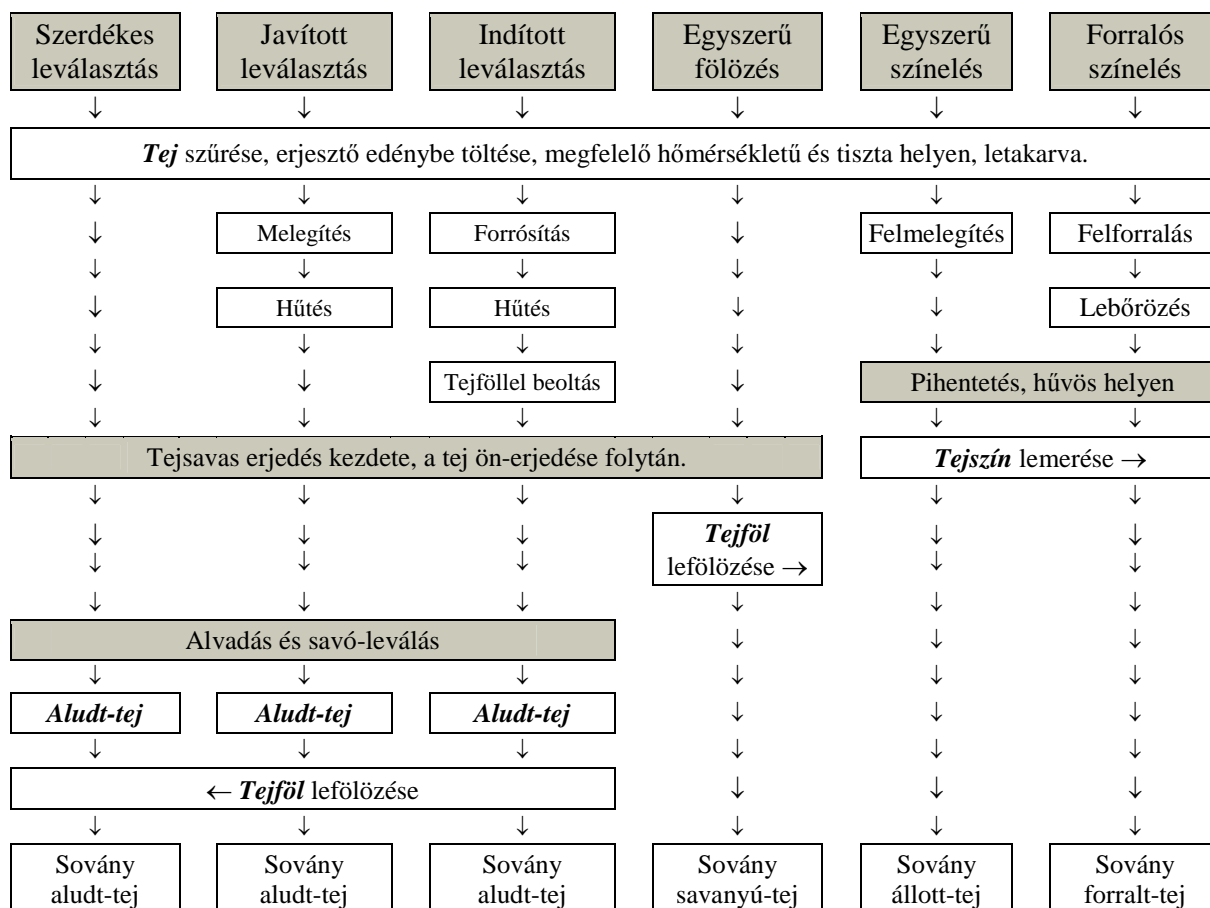 Szerdékes leválasztás
Javított leválasztás
Indított leválasztás
Egyszerű fölözés
Egyszerű színelés
Forralós színelés
↓ ↓ ↓ ↓ ↓ ↓
Tej szűrése, erjesztő edénybe töltése, megfelelő hőmérsékletű és tiszta helyen, letakarva.
↓ ↓ ↓ ↓ ↓ ↓
↓ Melegítés Forrósítás ↓ Felmelegítés Felforralás
↓ ↓ ↓ ↓ ↓ ↓
↓ Hűtés Hűtés ↓ ↓ Lebőrözés
↓ ↓ ↓ ↓ ↓ ↓
↓ ↓ Tejföllel beoltás ↓ Pihentetés, hűvös helyen
↓ ↓ ↓ ↓ ↓ ↓
Tejsavas erjedés kezdete, a tej ön-erjedése folytán. Tejszín lemerése →
↓ ↓ ↓ ↓ ↓ ↓
↓ ↓ ↓ Tejföl ↓ ↓
↓ ↓ ↓ lefölözése → ↓ ↓
↓ ↓ ↓ ↓ ↓ ↓
Alvadás és savó-leválás ↓ ↓ ↓
↓ ↓ ↓ ↓ ↓ ↓
Aludt-tej Aludt-tej Aludt-tej ↓ ↓ ↓
↓ ↓ ↓ ↓ ↓ ↓
← Tejföl lefölözése ↓ ↓ ↓
↓ ↓ ↓ ↓ ↓ ↓
Sovány aludt-tej
Sovány aludt-tej
Sovány aludt-tej
Sovány savanyú-tej
Sovány állott-tej
Sovány forralt-tej